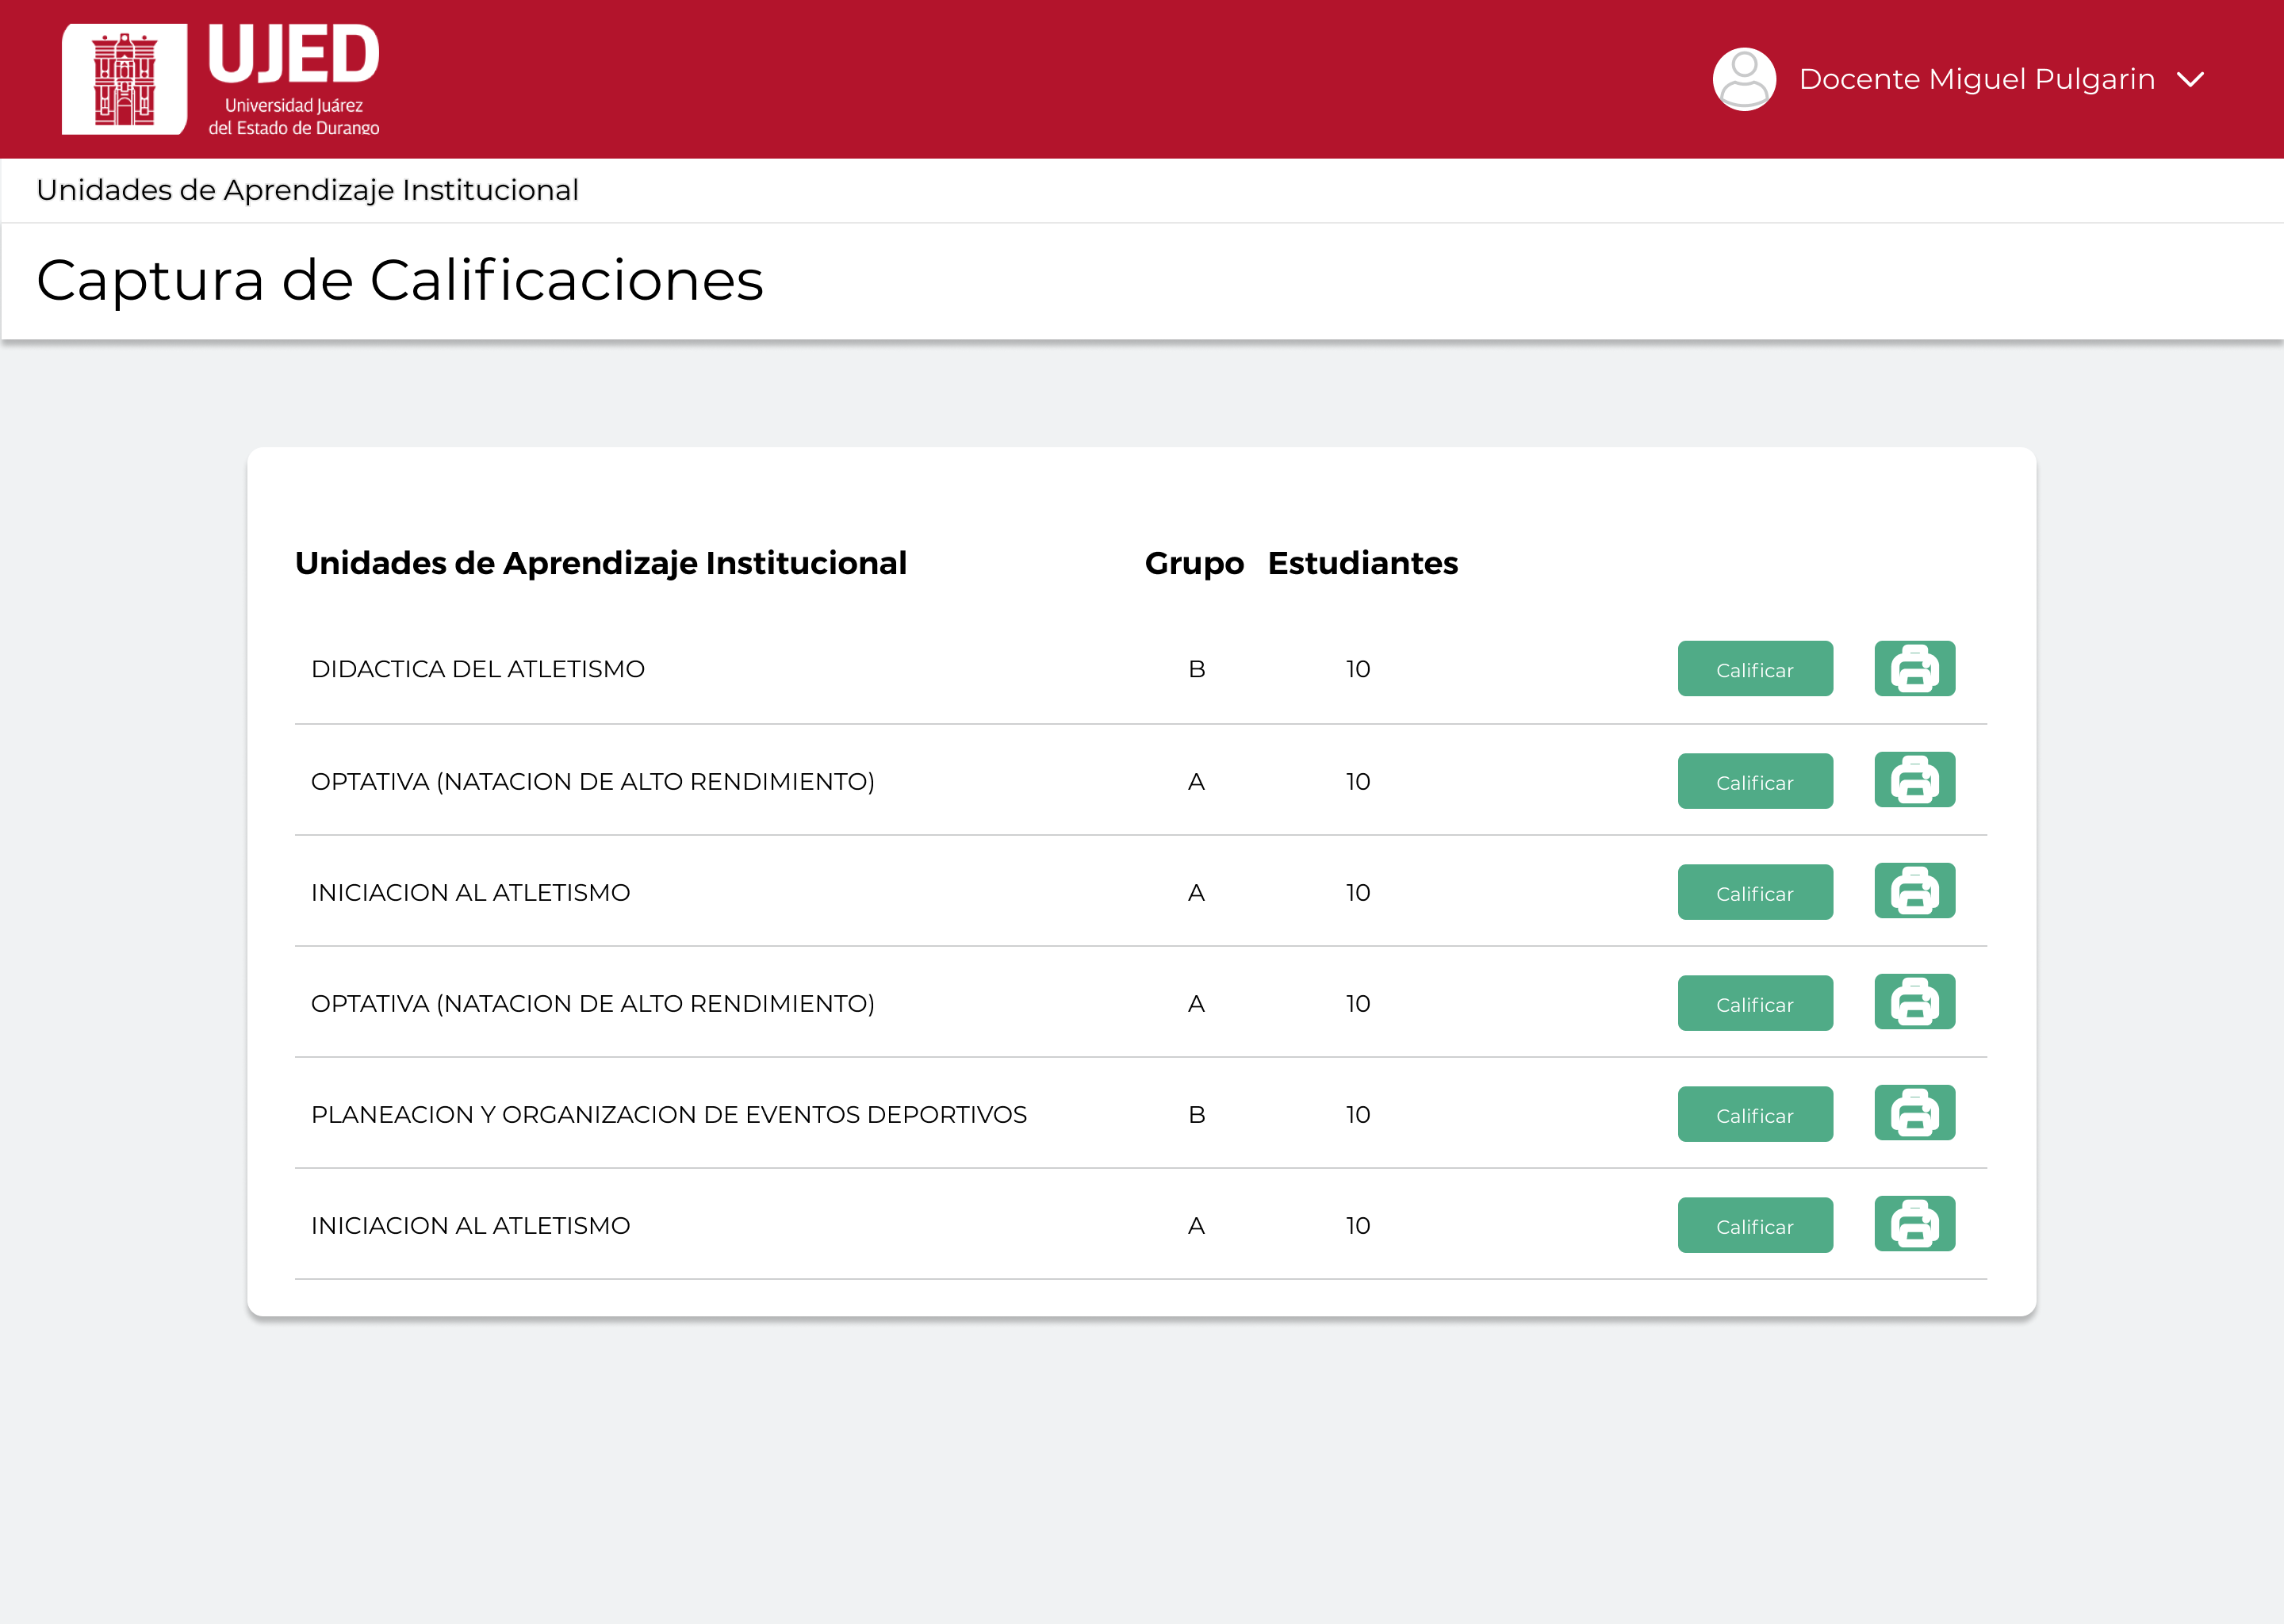 UJED
Universidad Juárez
del Estado de Durango
Docente Miguel Pulgarin
Unidades de Aprendizaje Institucional
Captura de Calificaciones
Unidades de Aprendizaje Institucional Grupo Estudiantes
DIDACTICA DEL ATLETISMO B 10 Calificar
OPTATIVA (NATACION DE ALTO RENDIMIENTO) A 10 Calificar
INICIACION AL ATLETISMO A 10 Calificar
OPTATIVA (NATACION DE ALTO RENDIMIENTO) A 10 Calificar
PLANEACION Y ORGANIZACION DE EVENTOS DEPORTIVOS B 10 Calificar
INICIACION AL ATLETISMO A 10 Calificar